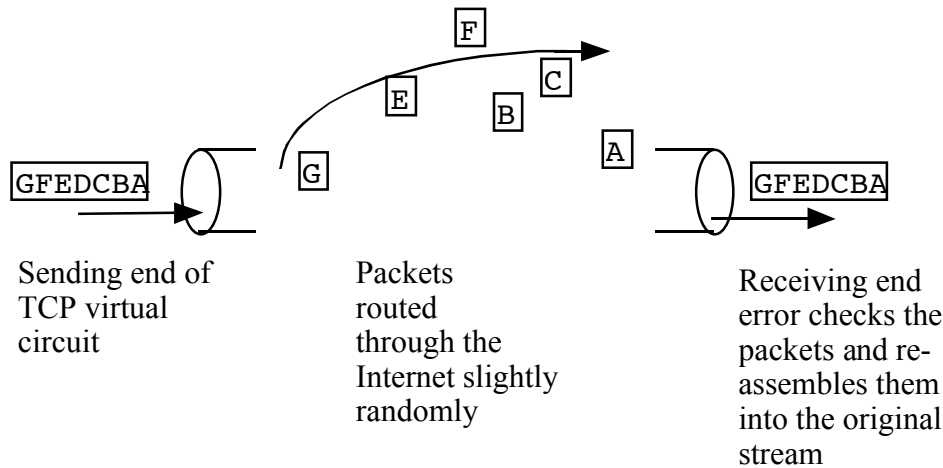 F
C
E
B
A
G
GFEDCBA
GFEDCBA
Sending end of
TCP virtual
circuit
Packets
routed
through the
Internet slightly
randomly
Receiving end
error checks the
packets and re-
assembles them
into the original
stream